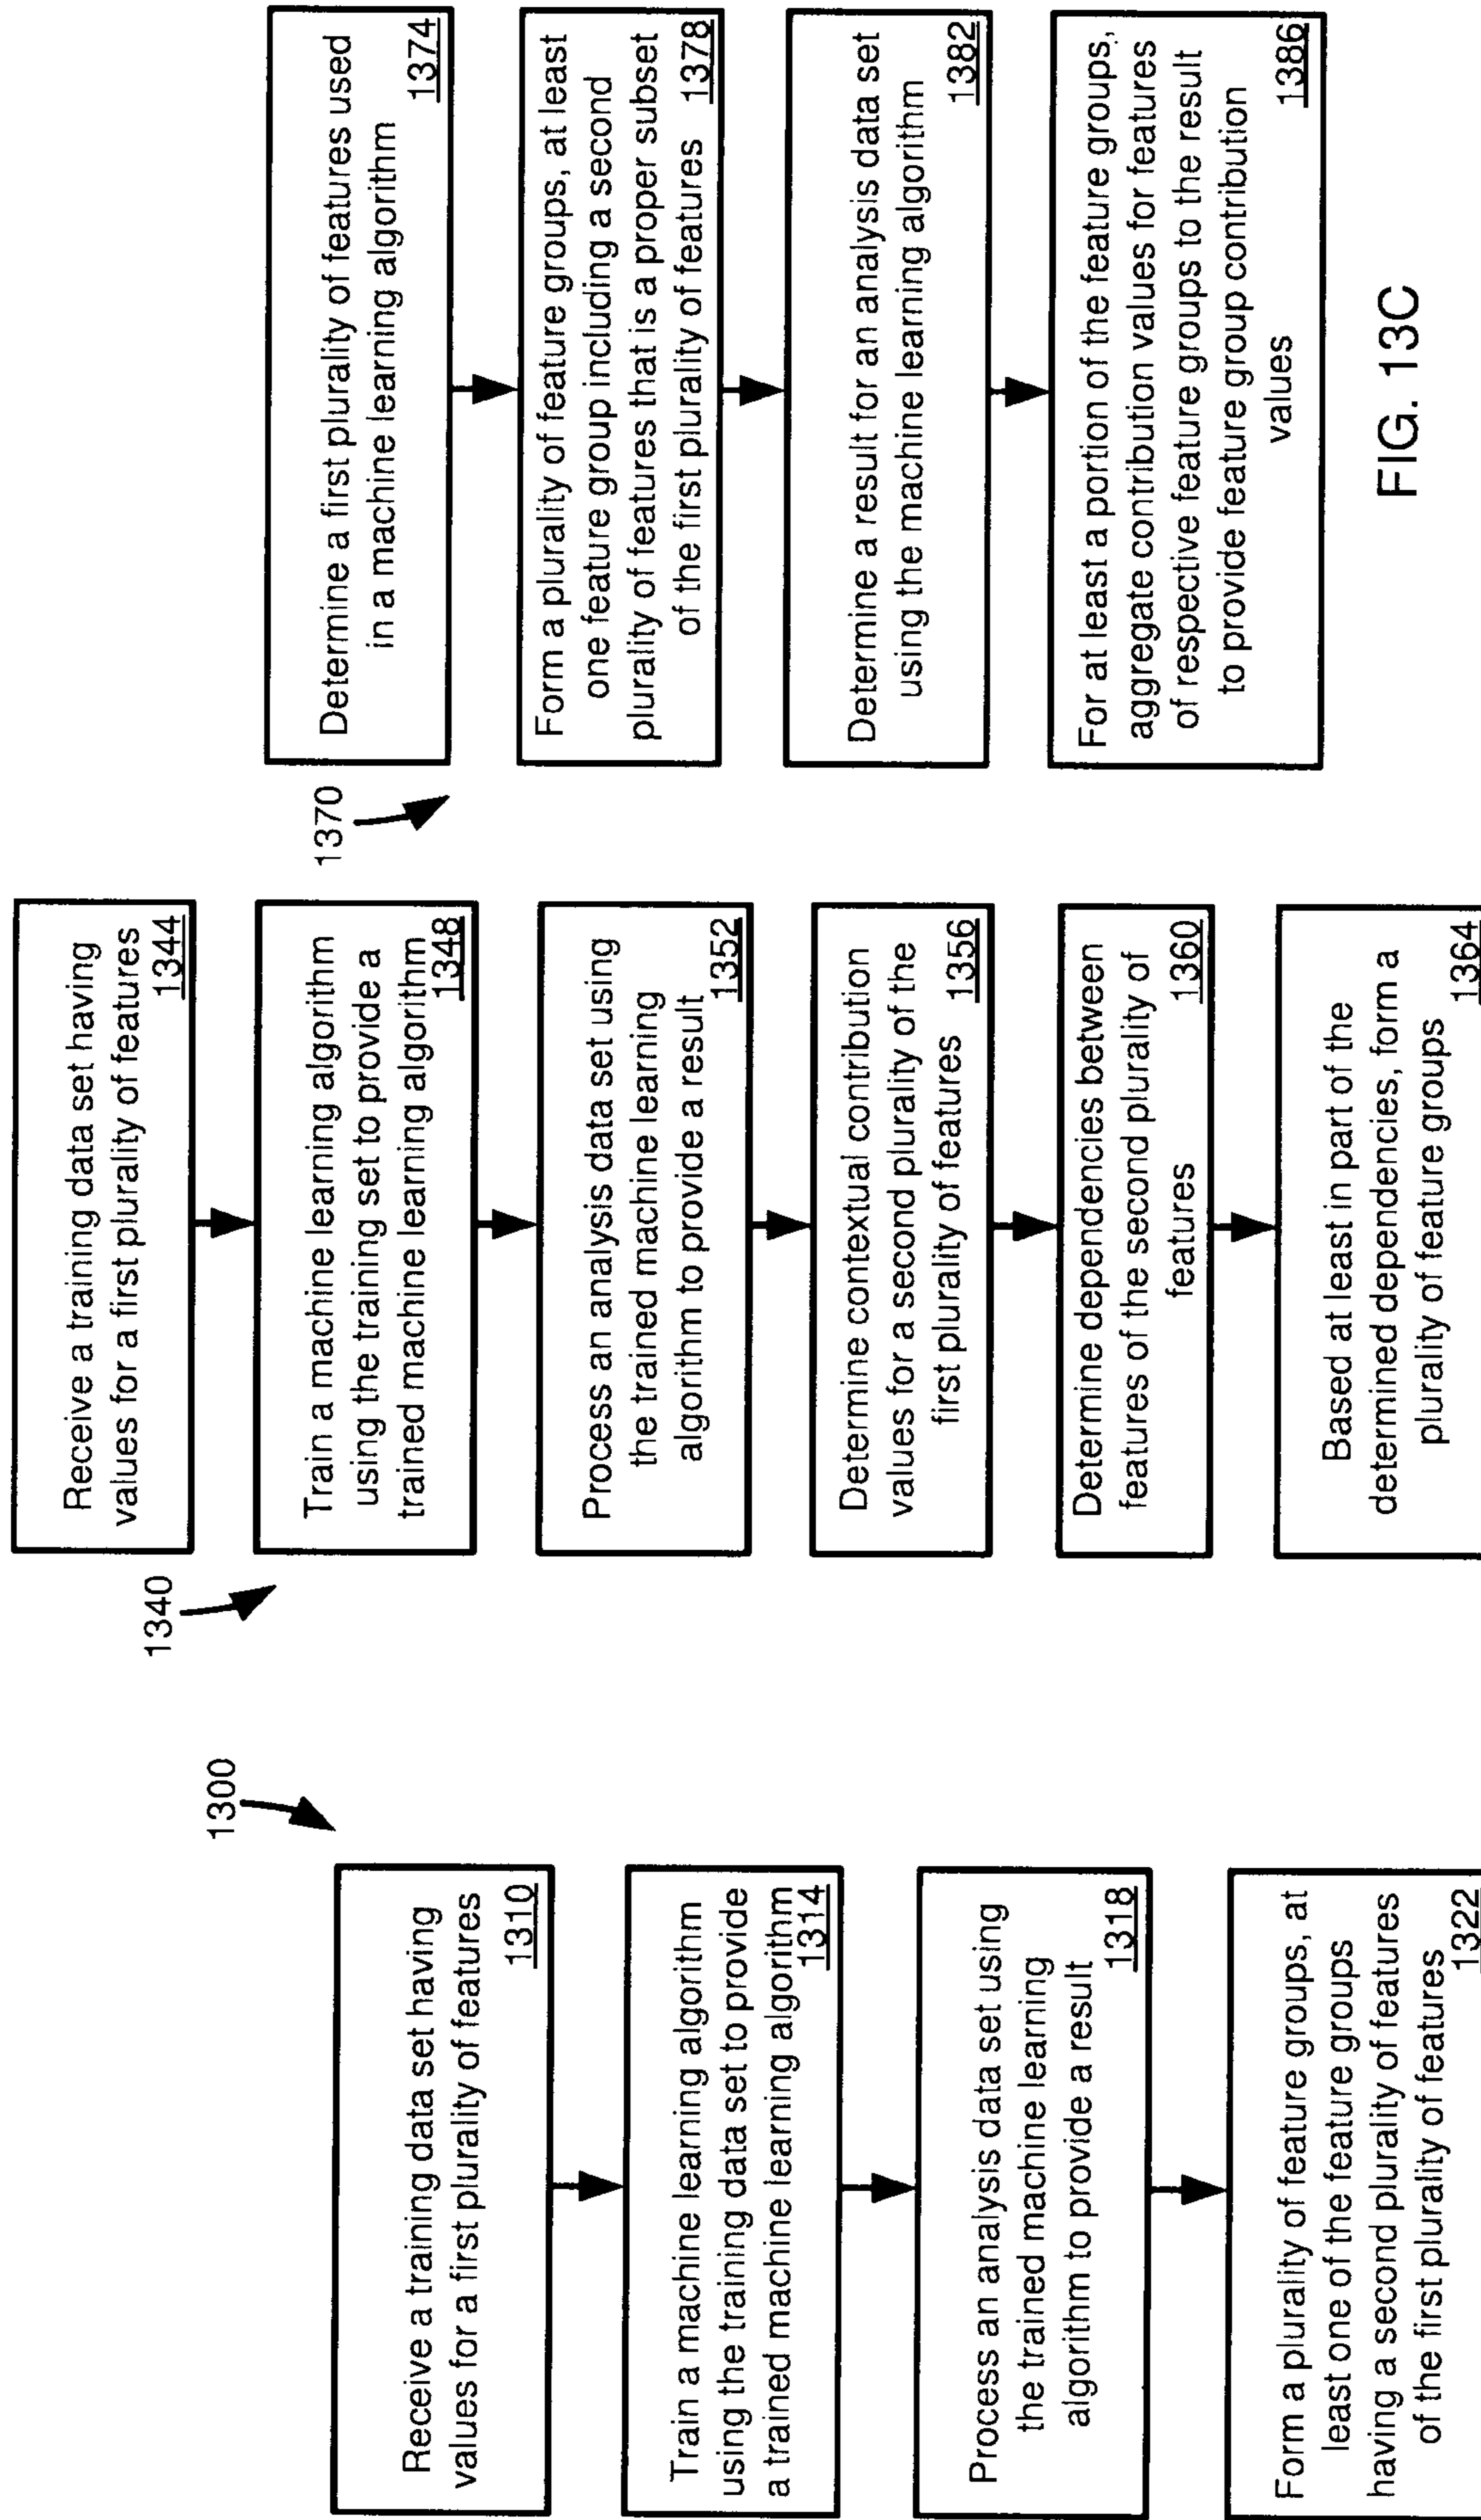 1300
Receive a training data set having
values for a first plurality of features
1310
Train a machine learning algorithm
using the training data set to provide
a trained machine learning algorithm
1314
Process an analysis data set using
the trained machine learning
algorithm to provide a result
1318
Form a plurality of feature groups, at
least one of the feature groups
having a second plurality of features
of the first plurality of features
1322
1340
Receive a training data set having
values for a first plurality of features
1344
Train a machine learning algorithm
using the training set to provide a
trained machine learning algorithm
1348
Process an analysis data set using
the trained machine learning
algorithm to provide a result
1352
Determine contextual contribution
values for a second plurality of the
first plurality of features
1356
Determine dependencies between
features of the second plurality of
features
1360
Based at least in part of the
determined dependencies, form a
plurality of feature groups
1364
1370
Determine a first plurality of features used
in a machine learning algorithm
1374
Form a plurality of feature groups, at least
one feature group including a second
plurality of features that is a proper subset
of the first plurality of features 1378
Determine a result for an analysis data set
using the machine learning algorithm
1382
For at least a portion of the feature groups,
aggregate contribution values for features
of respective feature groups to the result
to provide feature group contribution
values
1386
FIG. 13C